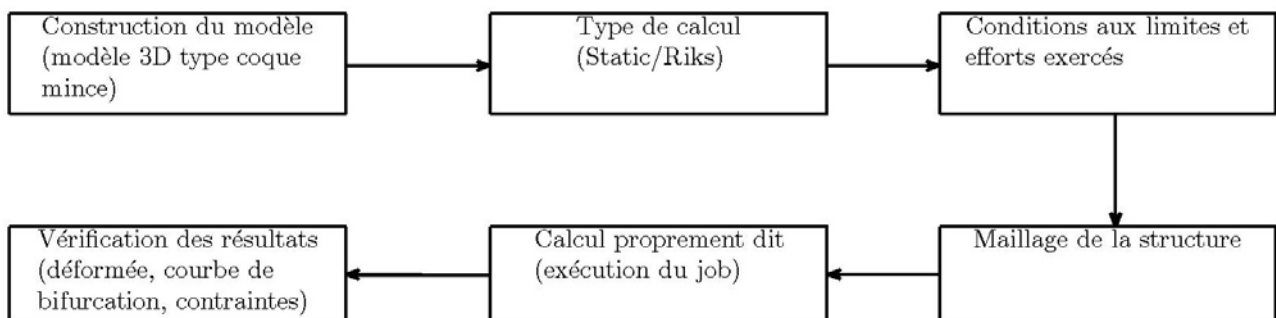 Construction du modèle
(modèle 3D type coque
mince)
Type de calcul
(Static/Riks)
Conditions aux limites et
efforts exercés
Maillage de la structure
Calcul proprement dit
(exécution du job)
Vérification des résultats
(déformée, courbe de
bifurcation, contraintes)